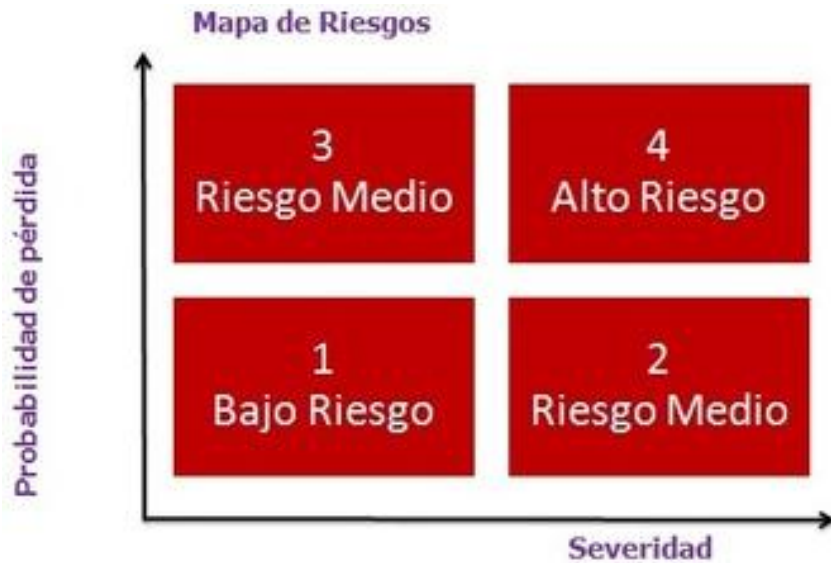 Mapa de Riesgos
Probabilidad de pérdida
3
Riesgo Medio
4
Alto Riesgo
1
Bajo Riesgo
2
Riesgo Medio
Severidad